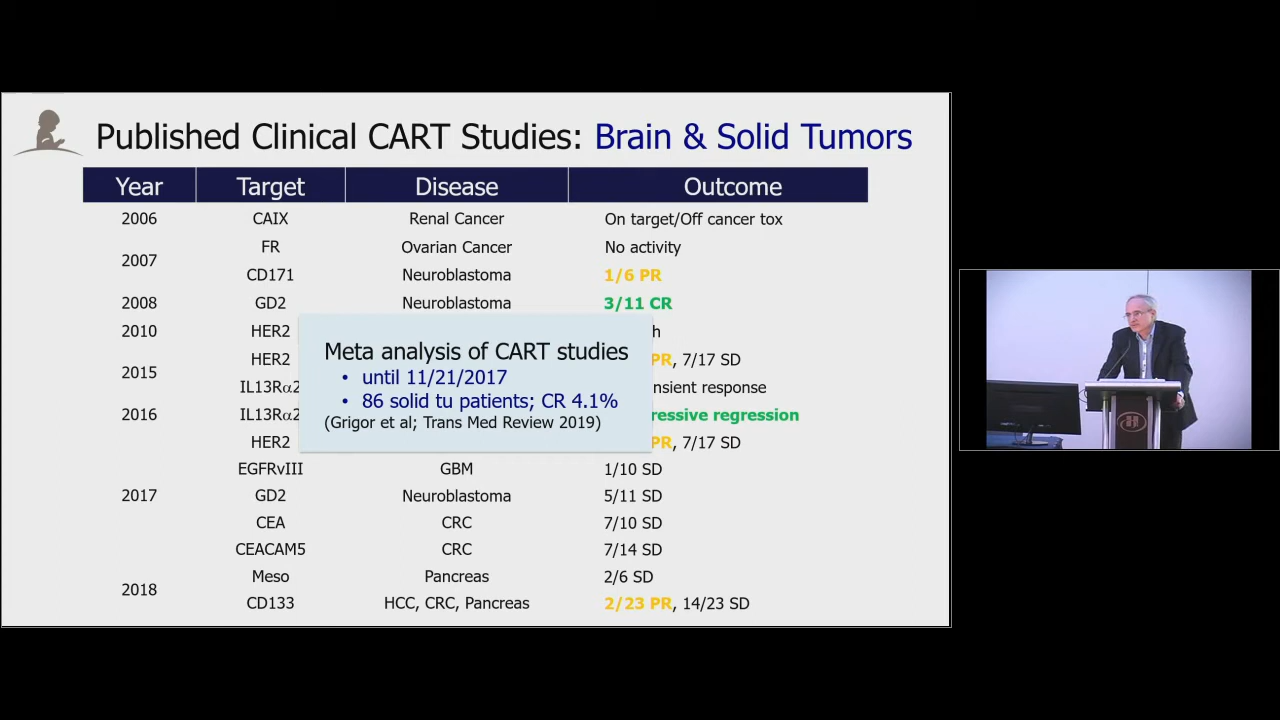 Published Clinical CART Studies: Brain & Solid Tumors
Year Target Disease Outcome
2006 CAIX Renal Cancer On target/Off cancer tox
2007 FR Ovarian Cancer No activity
CD171 Neuroblastoma 1/6 PR
2008 GD2 Neuroblastoma 3/11 CR
2010 HER2
2015 HER2 PR, 7/17 SD
IL13Rα2 response
2016 IL13Rα2 regression
HER2 PR, 7/17 SD
Meta analysis of CART studies
• until 11/21/2017
• 86 solid tu patients; CR 4.1%
(Grigor et al; Trans Med Review 2019)
2017 EGFRvIII GBM 1/10 SD
GD2 Neuroblastoma 5/11 SD
CEA CRC 7/10 SD
CEACAM5 CRC 7/14 SD
2018 Meso Pancreas 2/6 SD
CD133 HCC, CRC, Pancreas 2/23 PR, 14/23 SD